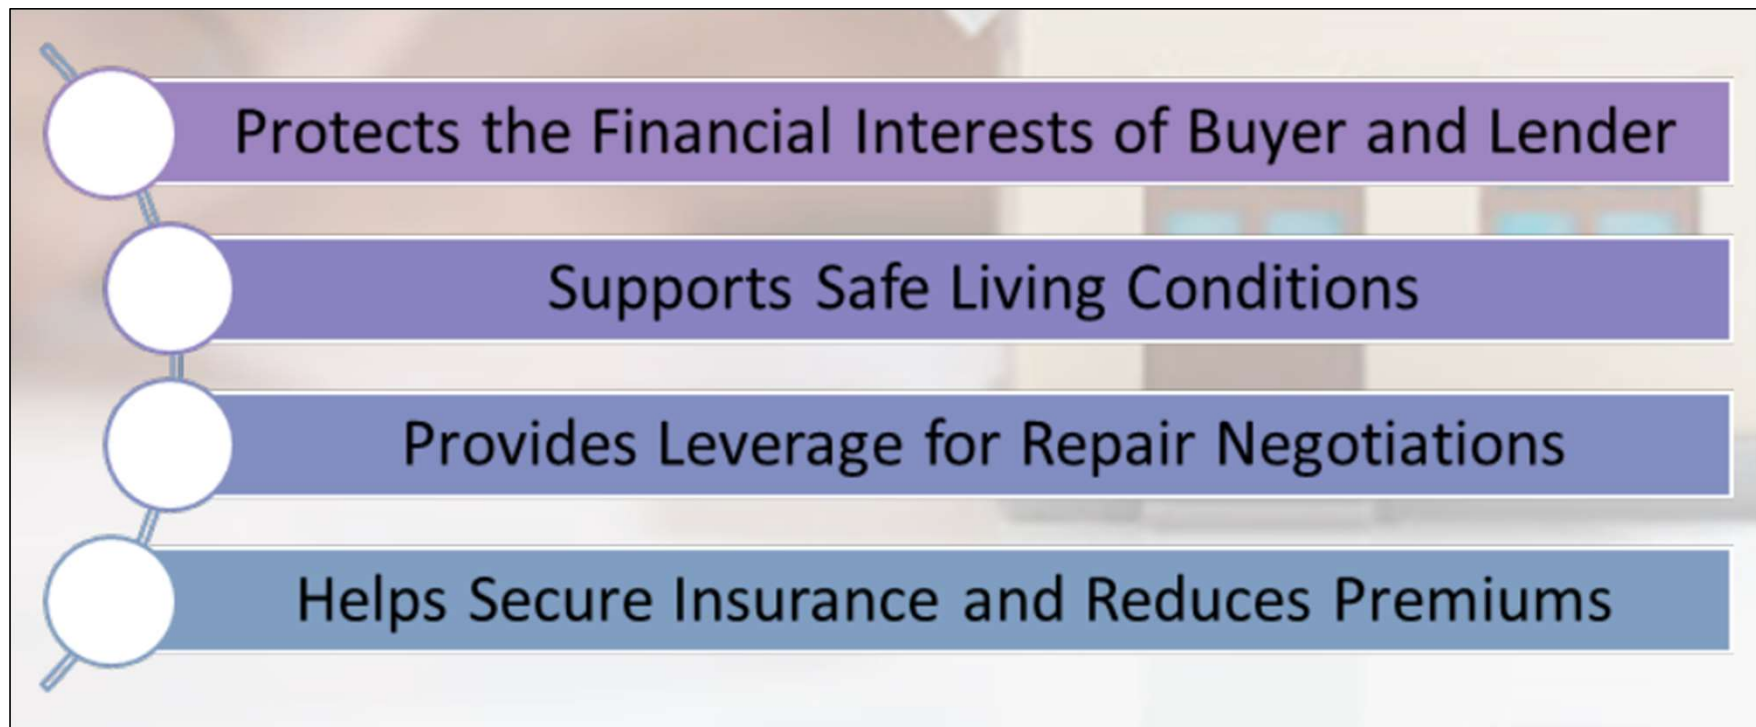 Protects the Financial Interests of Buyer and Lender
Supports Safe Living Conditions
Provides Leverage for Repair Negotiations
Helps Secure Insurance and Reduces Premiums